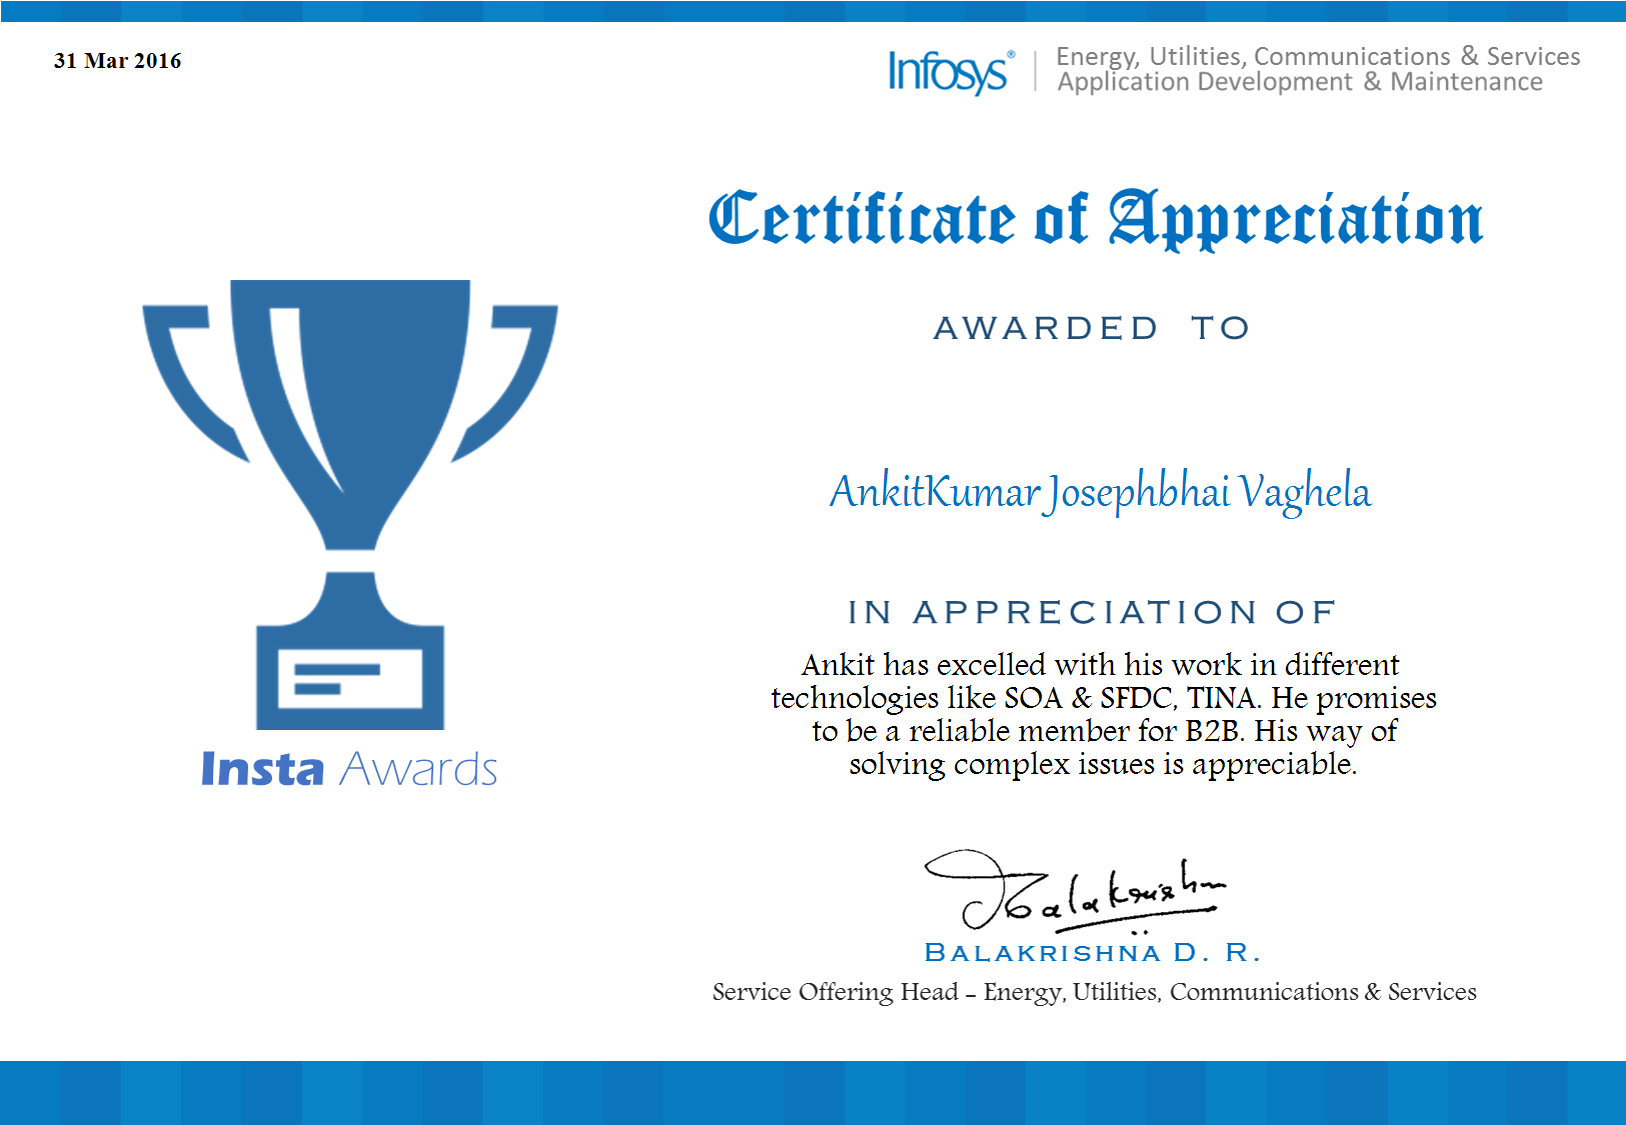 31 Mar 2016
Infosys® | Energy, Utilities, Communications & Services
Application Development & Maintenance
Certificate of Appreciation
AWARDED TO
AnkitKumar Josephbhai Vaghela
IN APPRECIATION OF
Ankit has excelled with his work in different
technologies like SOA & SFDC, TINA. He promises
to be a reliable member for B2B. His way of
solving complex issues is appreciable.
Insta Awards
Balakrishna
BALAKRISHNA D. R.
Service Offering Head – Energy, Utilities, Communications & Services